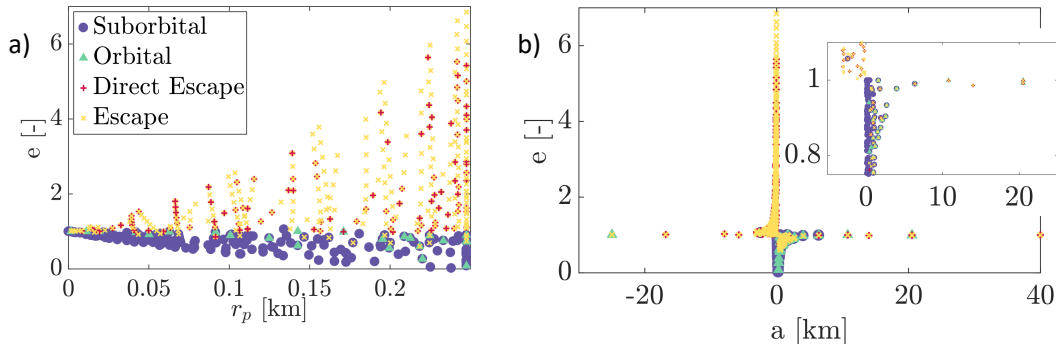 a)
6
4
2
0
e [-]
Suborbital
Orbital
Direct Escape
Escape
0
0.05
0.1
0.15
0.2
r_p [km]
b)
6
4
2
0
e [-]
-20
0
20
40
a [km]
1
0.8
0
10
20